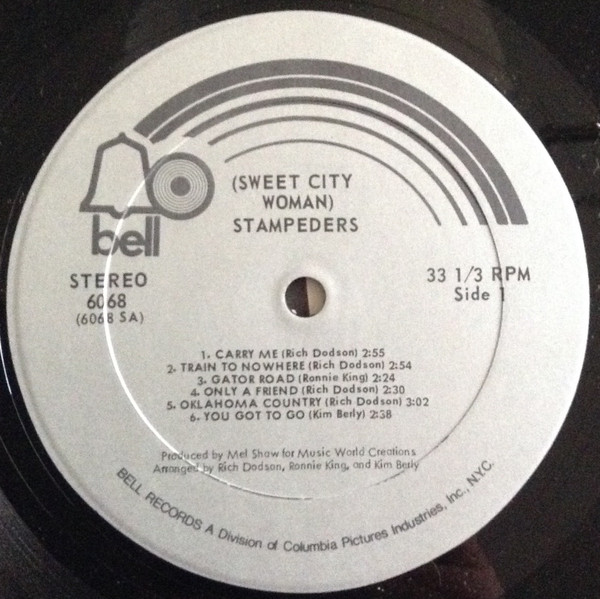 bell
(SWEET CITY
WOMAN)
STAMPEDERS
STEREO
6068
(6068 SA)
33 1/3 RPM
Side 1
1. CARRY ME (Rich Dodson) 2:55
2. TRAIN TO NOWHERE (Rich Dodson) 2:54
3. GATOR ROAD (Ronnie King) 2:24
4. ONLY A FRIEND (Rich Dodson) 2:30
5. OKLAHOMA COUNTRY (Rich Dodson) 3:02
6. YOU GOT TO GO (Kim Berly) 2:38
Produced by Mel Shaw for Music World Creations
Arranged by Rich Dodson, Ronnie King, and Kim Berly
BELL RECORDS A Division of Columbia Pictures Industries, Inc., N.Y.C.